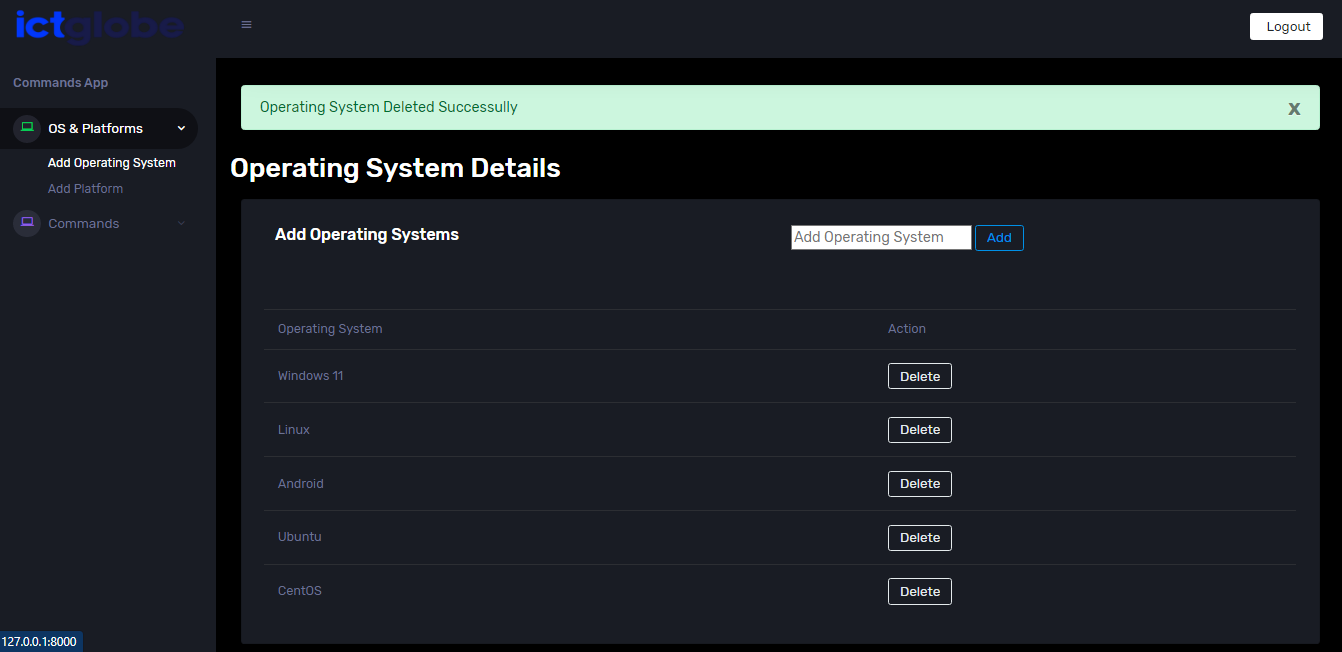 ictglobe
Logout
Commands App
Operating System Deleted Successully
X
OS & Platforms
Add Operating System
Add Platform
Commands
Operating System Details
Add Operating Systems
Add Operating System
Add
Operating System Action
Windows 11 Delete
Linux Delete
Android Delete
Ubuntu Delete
CentOS Delete
127.0.0.1:8000